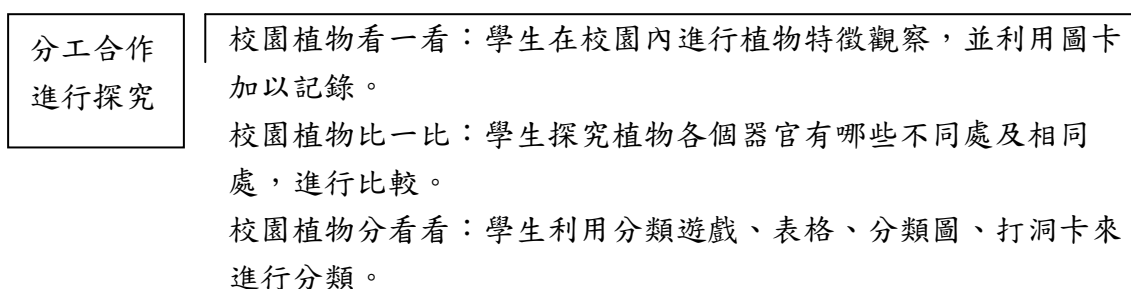 分工合作
進行探究
校園植物看一看：學生在校園內進行植物特徵觀察，並利用圖卡
加以記錄。
校園植物比一比：學生探究植物各個器官有哪些不同處及相同
處，進行比較。
校園植物分看看：學生利用分類遊戲、表格、分類圖、打洞卡來
進行分類。